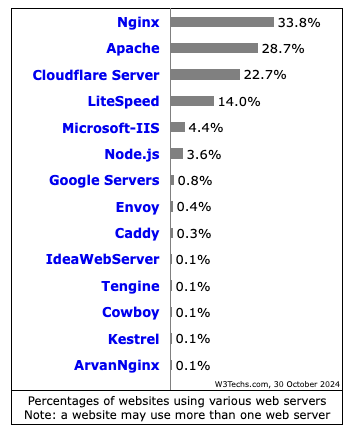 Nginx 33.8%
Apache 28.7%
Cloudflare Server 22.7%
LiteSpeed 14.0%
Microsoft-IIS 4.4%
Node.js 3.6%
Google Servers 0.8%
Envoy 0.4%
Caddy 0.3%
IdeaWebServer 0.1%
Tengine 0.1%
Cowboy 0.1%
Kestrel 0.1%
ArvanNginx 0.1%
W3Techs.com, 30 October 2024
Percentages of websites using various web servers
Note: a website may use more than one web server